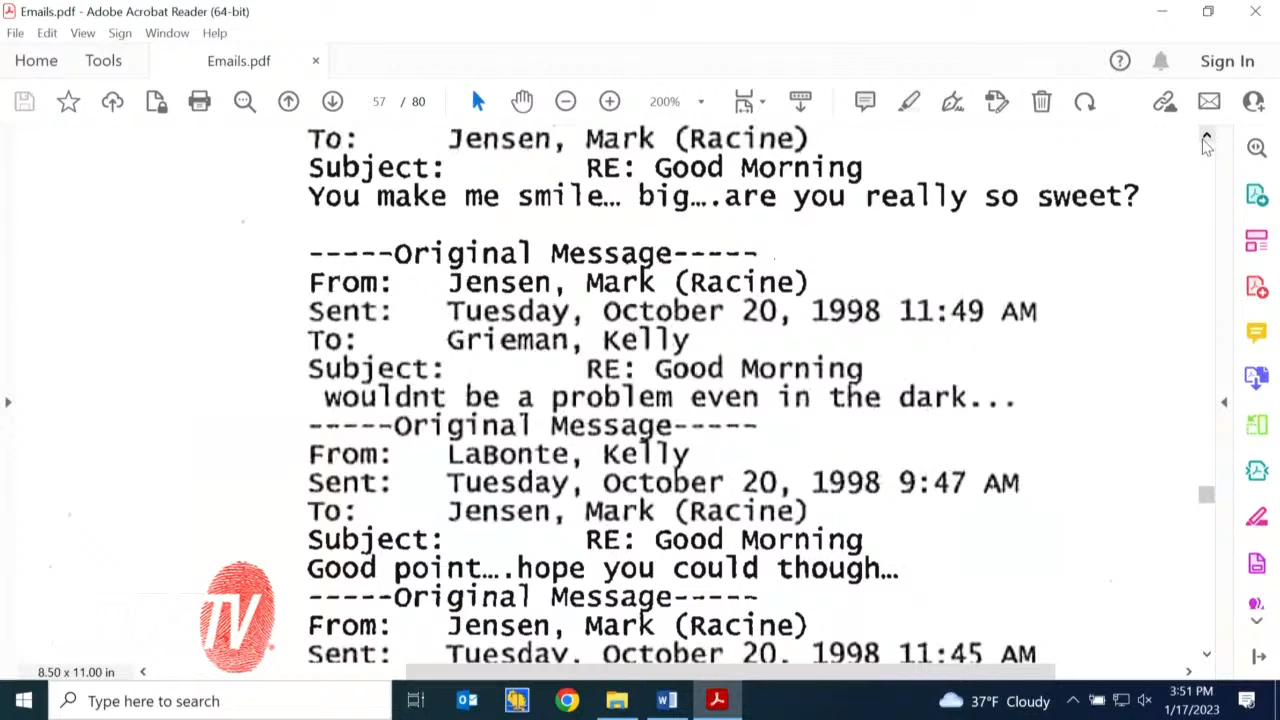 Emails.pdf - Adobe Acrobat Reader (64-bit)
File Edit View Sign Window Help
Home Tools Emails.pdf × Sign In
57 / 80 200%
To: Jensen, Mark (Racine)
Subject: RE: Good Morning
You make me smile… big….are you really so sweet?
-----Original Message-----
From: Jensen, Mark (Racine)
Sent: Tuesday, October 20, 1998 11:49 AM
To: Grieman, Kelly
Subject: RE: Good Morning
wouldnt be a problem even in the dark...
-----Original Message-----
From: LaBonte, Kelly
Sent: Tuesday, October 20, 1998 9:47 AM
To: Jensen, Mark (Racine)
Subject: RE: Good Morning
Good point….hope you could though…
-----Original Message-----
From: Jensen, Mark (Racine)
Sent: Tuesday, October 20, 1998 11:45 AM
TV
8.50 x 11.00 in
Type here to search
37°F Cloudy
3:51 PM
1/17/2023